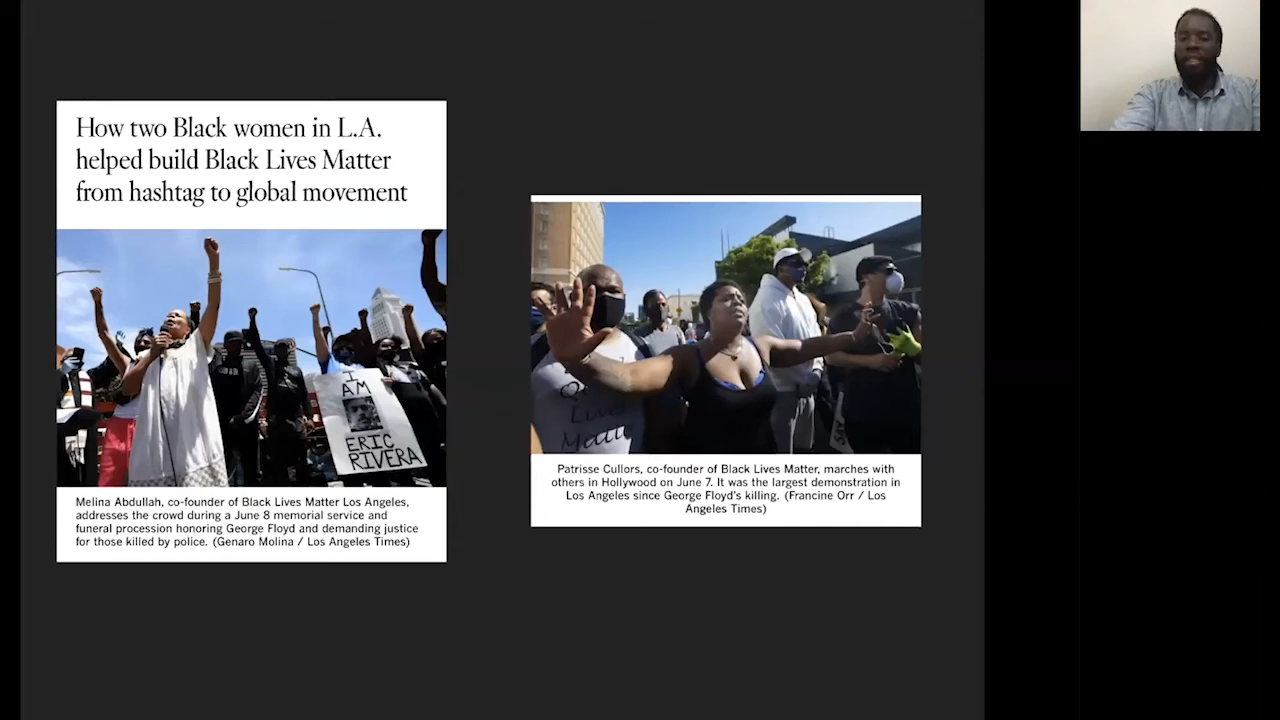 How two Black women in L.A.
helped build Black Lives Matter
from hashtag to global movement
I
AM
ERIC
RIVERA
Melina Abdullah, co-founder of Black Lives Matter Los Angeles,
addresses the crowd during a June 8 memorial service and
funeral procession honoring George Floyd and demanding justice
for those killed by police. (Genaro Molina / Los Angeles Times)
Lives
Matter
Patrisse Cullors, co-founder of Black Lives Matter, marches with
others in Hollywood on June 7. It was the largest demonstration in
Los Angeles since George Floyd's killing. (Francine Orr / Los
Angeles Times)